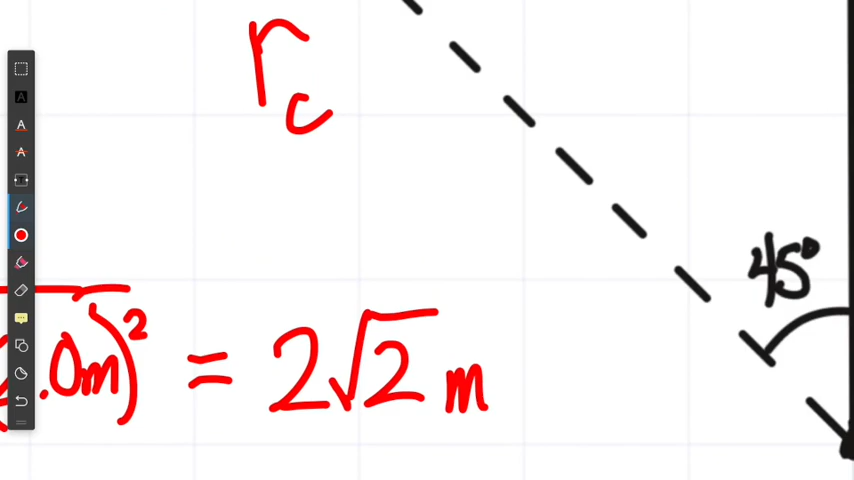 r_c
45°
.0m)² = 2√2 m